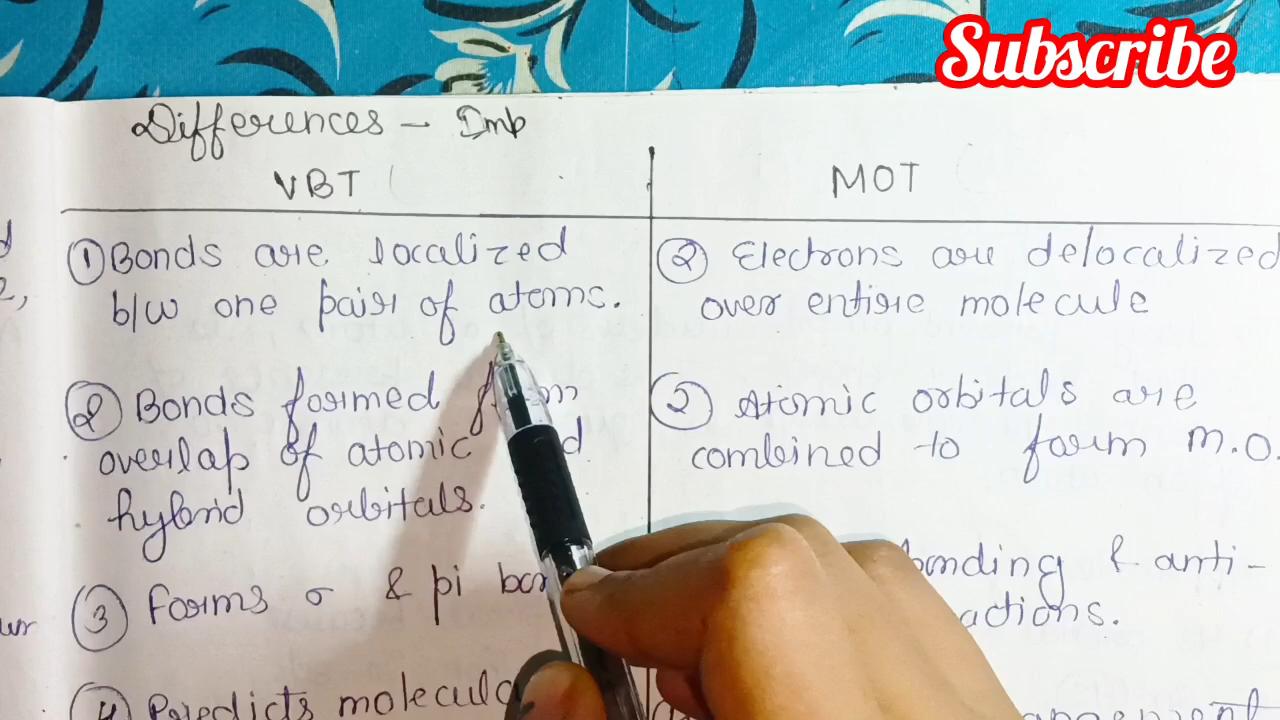 Subscribe
Differences - Imp
VBT
MOT
① Bonds are localized
b/w one pair of atoms.
② Electrons are delocalized
over entire molecule
② Bonds formed
overlap of atomic
hybrid orbitals.
② Atomic orbitals are
combined to form M.O.
③ Forms σ & pi
bonding & anti-
actions.
④ Predicts